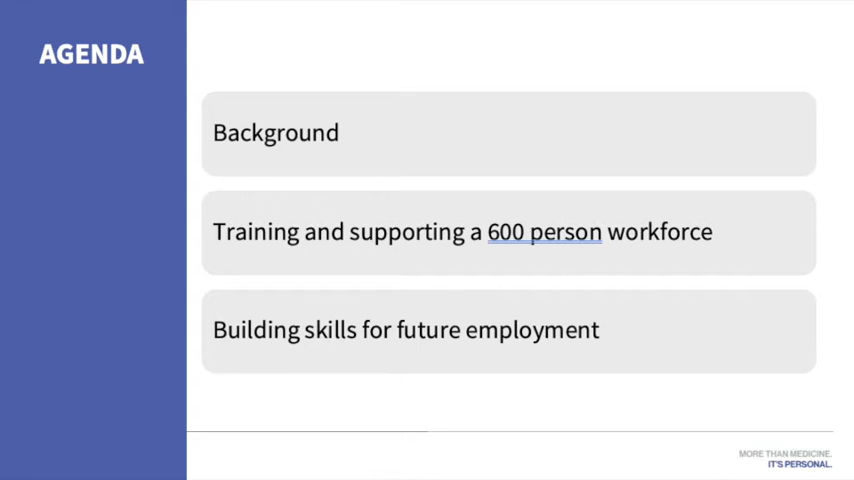 AGENDA
Background
Training and supporting a 600 person workforce
Building skills for future employment
MORE THAN MEDICINE.
IT'S PERSONAL.